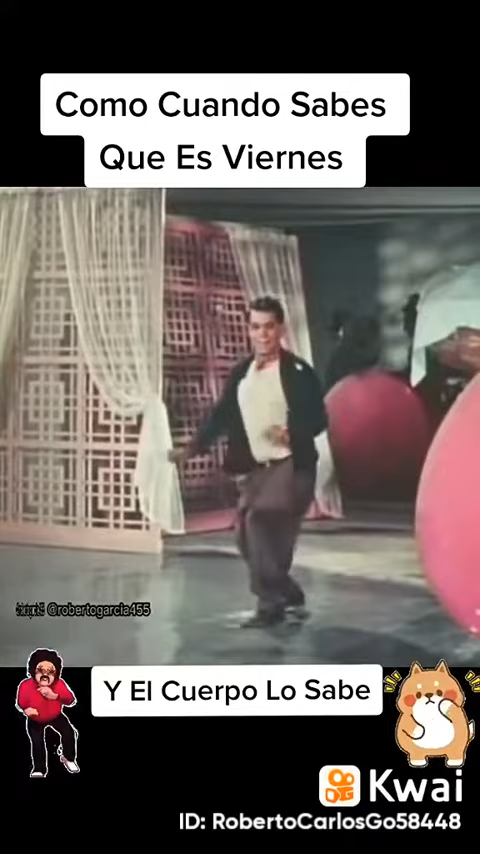 Como Cuando Sabes
Que Es Viernes
@robertogarcia455
Y El Cuerpo Lo Sabe
Kwai
ID: RobertoCarlosGo58448